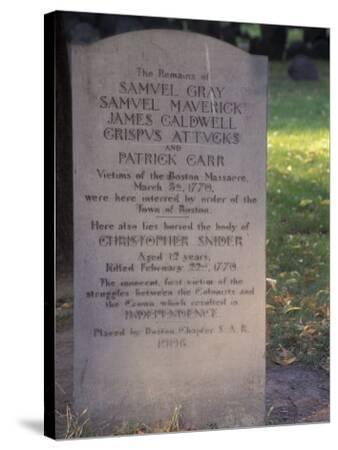 The Remains of
SAMVEL GRAY
SAMVEL MAVERICK
JAMES CALDWELL
CRISPVS ATTVCKS
AND
PATRICK CARR
Victims of the Boston Massacre,
March 5th, 1770,
were here interred by order of the
Town of Boston.
Here also lies buried the body of
CHRISTOPHER SNIDER
Aged 12 years,
Killed February 22nd, 1770.
The innocent, first victim of the
struggles between the Colonists and
the Crown, which resulted in
INDEPENDENCE.
Placed by Boston Chapter S.A.R.
1906.